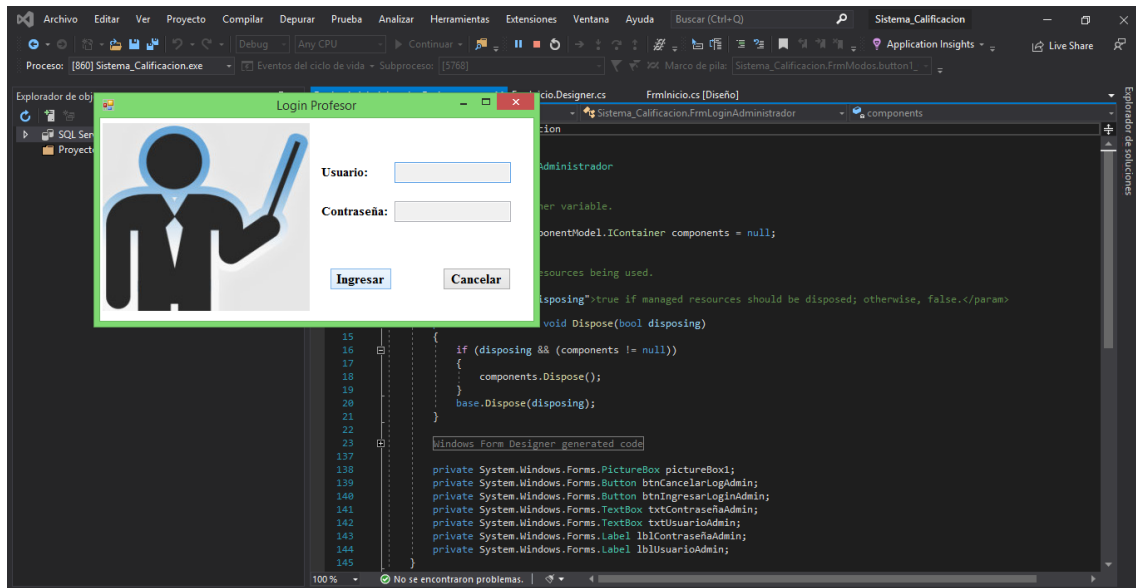 Archivo Editar Ver Proyecto Compilar Depurar Prueba Analizar Herramientas Extensiones Ventana Ayuda Buscar (Ctrl+Q) Sistema_Calificacion
Debug Any CPU Continuar Application Insights Live Share
Proceso: [860] Sistema_Calificacion.exe Eventos del ciclo de vida Subproceso: [5768] Marco de pila: Sistema_Calificacion.FrmModos.button1_
Explorador de obj
icio.Designer.cs FrmInicio.cs [Diseño]
Sistema_Calificacion.FrmLoginAdministrador components
SQL Ser
Proyect
Explorador de soluciones
Login Profesor
Usuario:
Contraseña:
Ingresar Cancelar
cion
Administrador
ner variable.
ponentModel.IContainer components = null;
esources being used.
isposing">true if managed resources should be disposed; otherwise, false.</param>
void Dispose(bool disposing)
15 {
16 if (disposing && (components != null))
17 {
18 components.Dispose();
19 }
20 base.Dispose(disposing);
21 }
22
23 Windows Form Designer generated code
137
138 private System.Windows.Forms.PictureBox pictureBox1;
139 private System.Windows.Forms.Button btnCancelarLogAdmin;
140 private System.Windows.Forms.Button btnIngresarLoginAdmin;
141 private System.Windows.Forms.TextBox txtContraseñaAdmin;
142 private System.Windows.Forms.TextBox txtUsuarioAdmin;
143 private System.Windows.Forms.Label lblContraseñaAdmin;
144 private System.Windows.Forms.Label lblUsuarioAdmin;
145 }
100 % No se encontraron problemas.